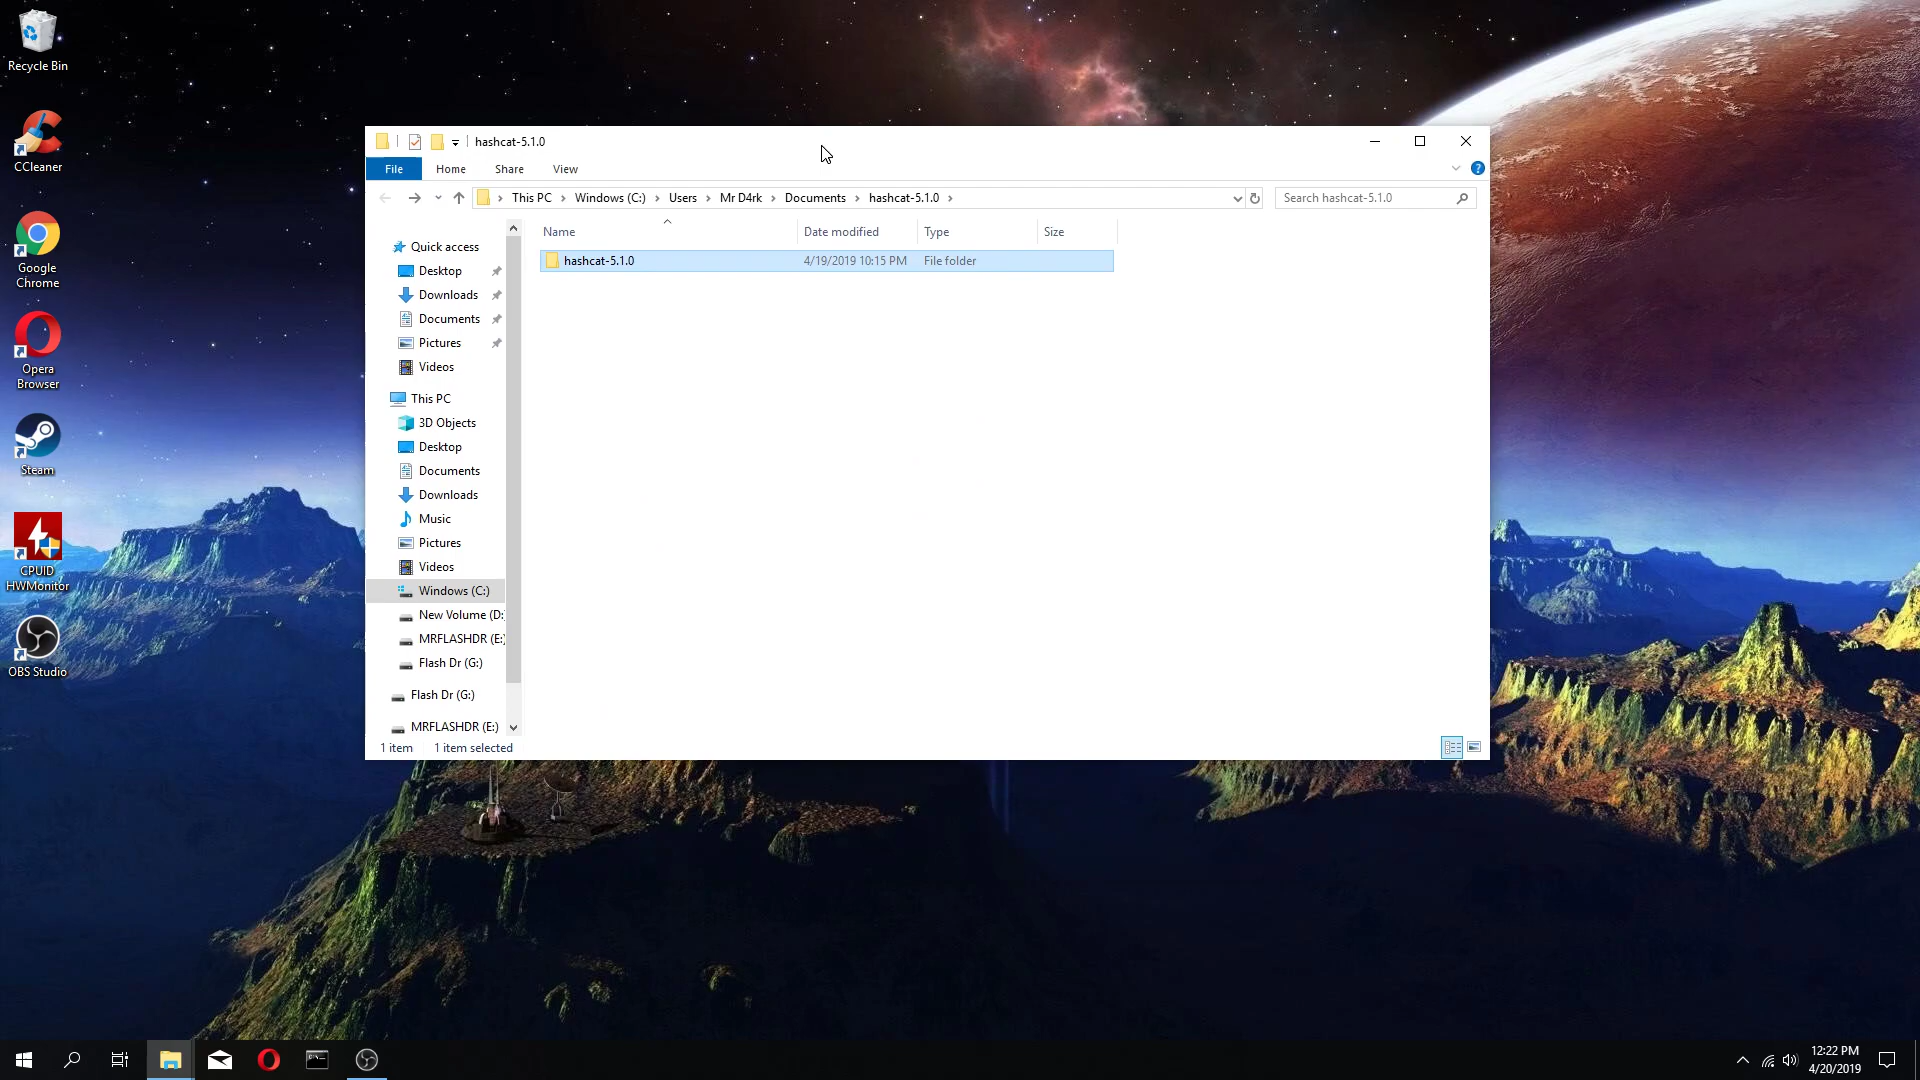 Recycle Bin
CCleaner
Google
Chrome
Opera
Browser
Steam
CPUID
HWMonitor
OBS Studio
hashcat-5.1.0
File Home Share View
This PC Windows (C:) Users Mr D4rk Documents hashcat-5.1.0
Search hashcat-5.1.0
Name Date modified Type Size
hashcat-5.1.0 4/19/2019 10:15 PM File folder
Quick access
Desktop
Downloads
Documents
Pictures
Videos
This PC
3D Objects
Desktop
Documents
Downloads
Music
Pictures
Videos
Windows (C:)
New Volume (D:
MRFLASHDR (E:
Flash Dr (G:)
Flash Dr (G:)
MRFLASHDR (E:)
1 item 1 item selected
12:22 PM
4/20/2019